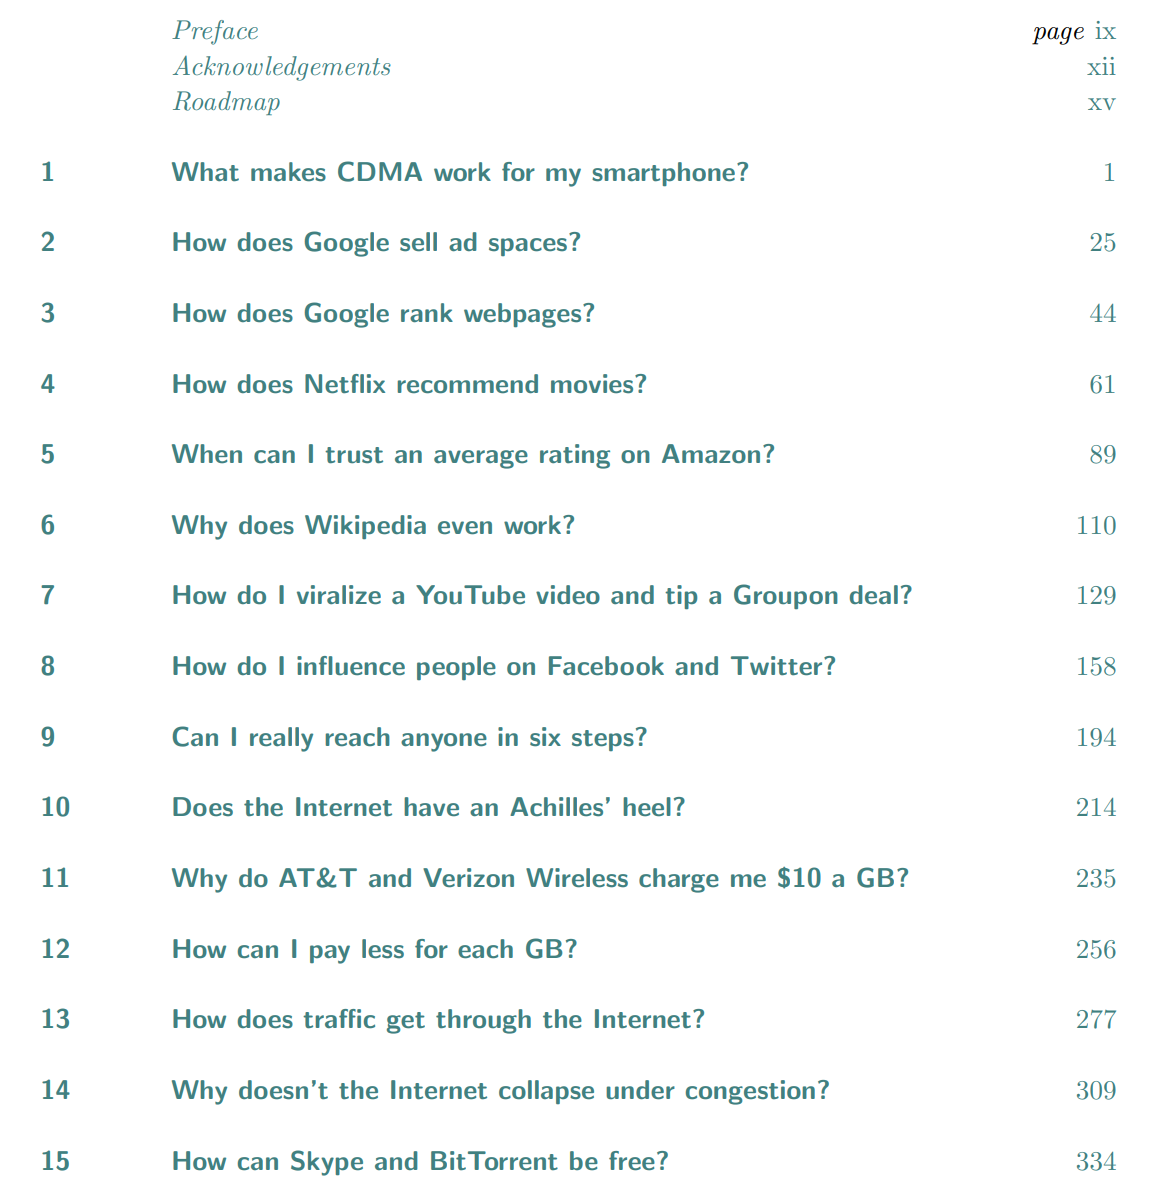 Preface page ix
Acknowledgements xii
Roadmap xv
1 What makes CDMA work for my smartphone? 1
2 How does Google sell ad spaces? 25
3 How does Google rank webpages? 44
4 How does Netflix recommend movies? 61
5 When can I trust an average rating on Amazon? 89
6 Why does Wikipedia even work? 110
7 How do I viralize a YouTube video and tip a Groupon deal? 129
8 How do I influence people on Facebook and Twitter? 158
9 Can I really reach anyone in six steps? 194
10 Does the Internet have an Achilles' heel? 214
11 Why do AT&T and Verizon Wireless charge me $10 a GB? 235
12 How can I pay less for each GB? 256
13 How does traffic get through the Internet? 277
14 Why doesn't the Internet collapse under congestion? 309
15 How can Skype and BitTorrent be free? 334